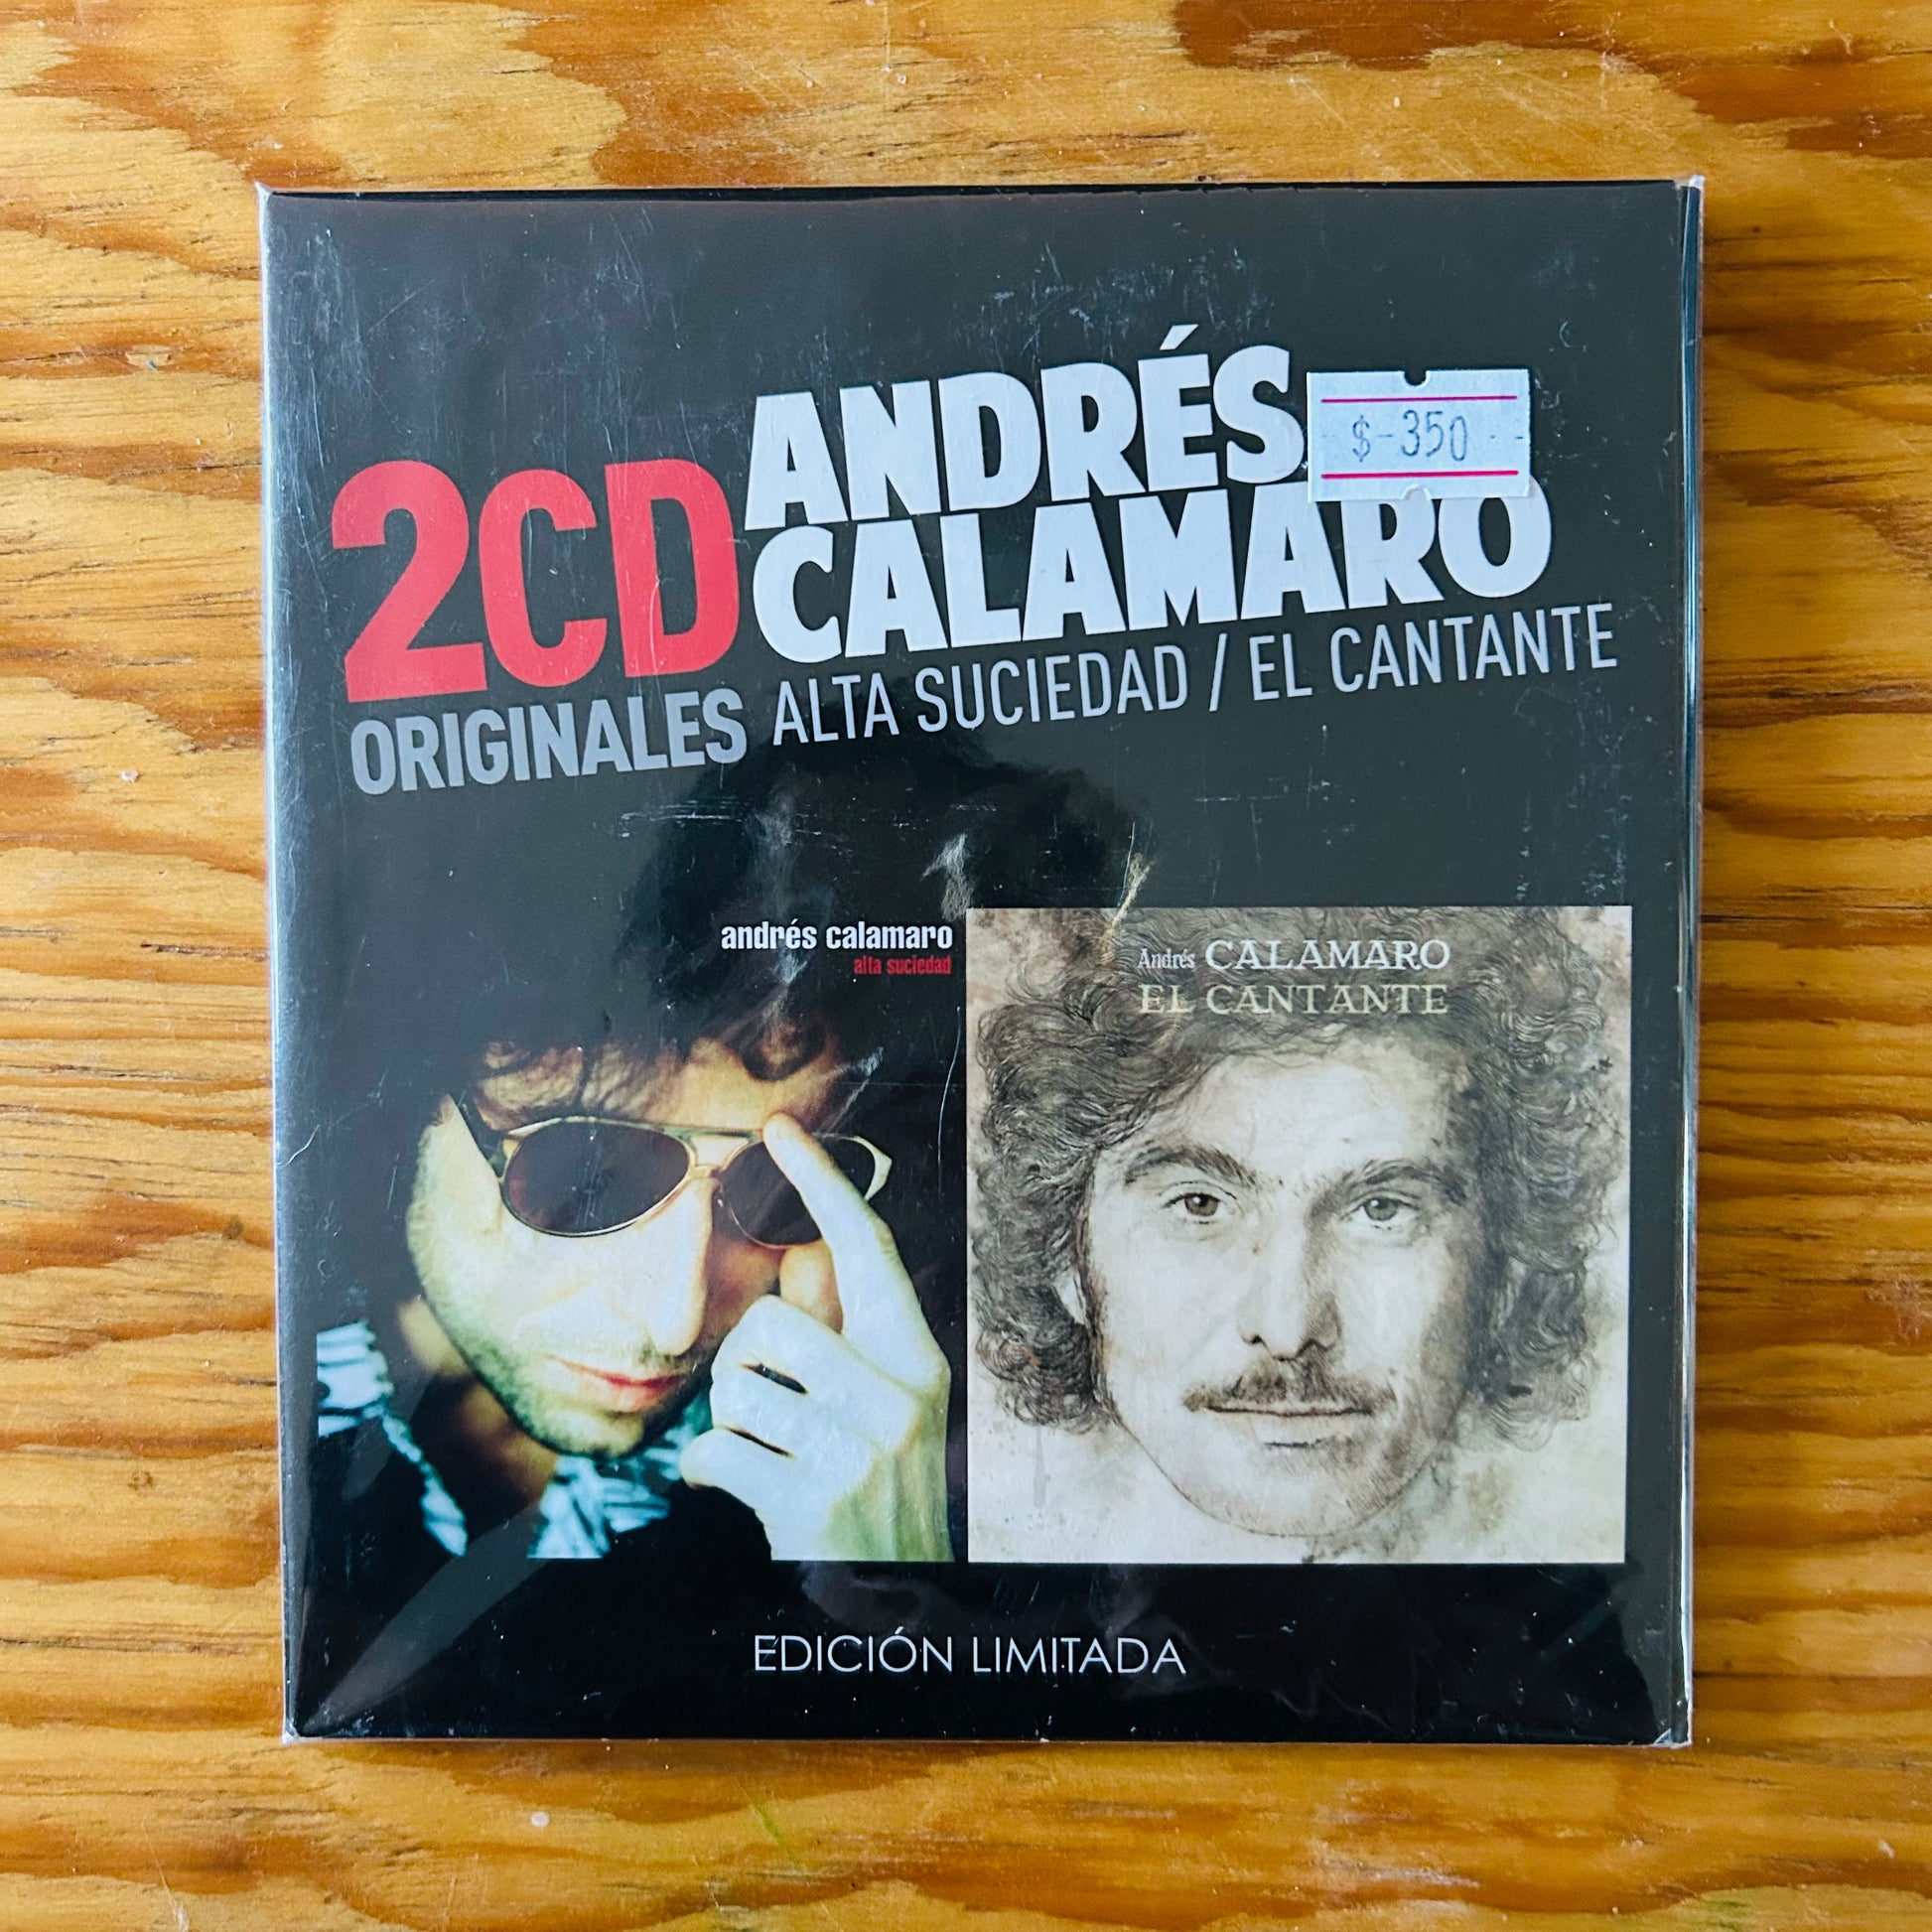 2CD
ORIGINALES
ANDRÉS
CALAMARO
ALTA SUCIEDAD / EL CANTANTE
$-350--
andrés calamaro
alta suciedad
Andrés CALAMARO
EL CANTANTE
EDICIÓN LIMITADA